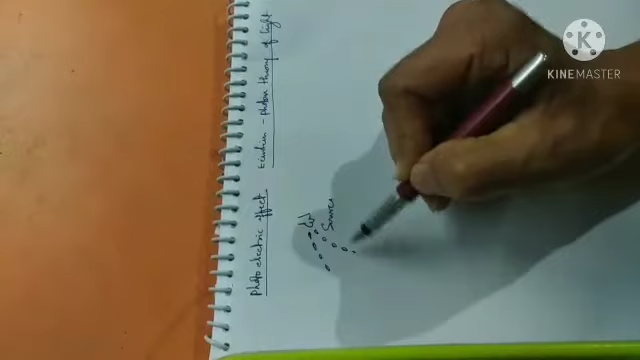 Photo electric effect Einstein - photon theory of light
Source
KINEMASTER